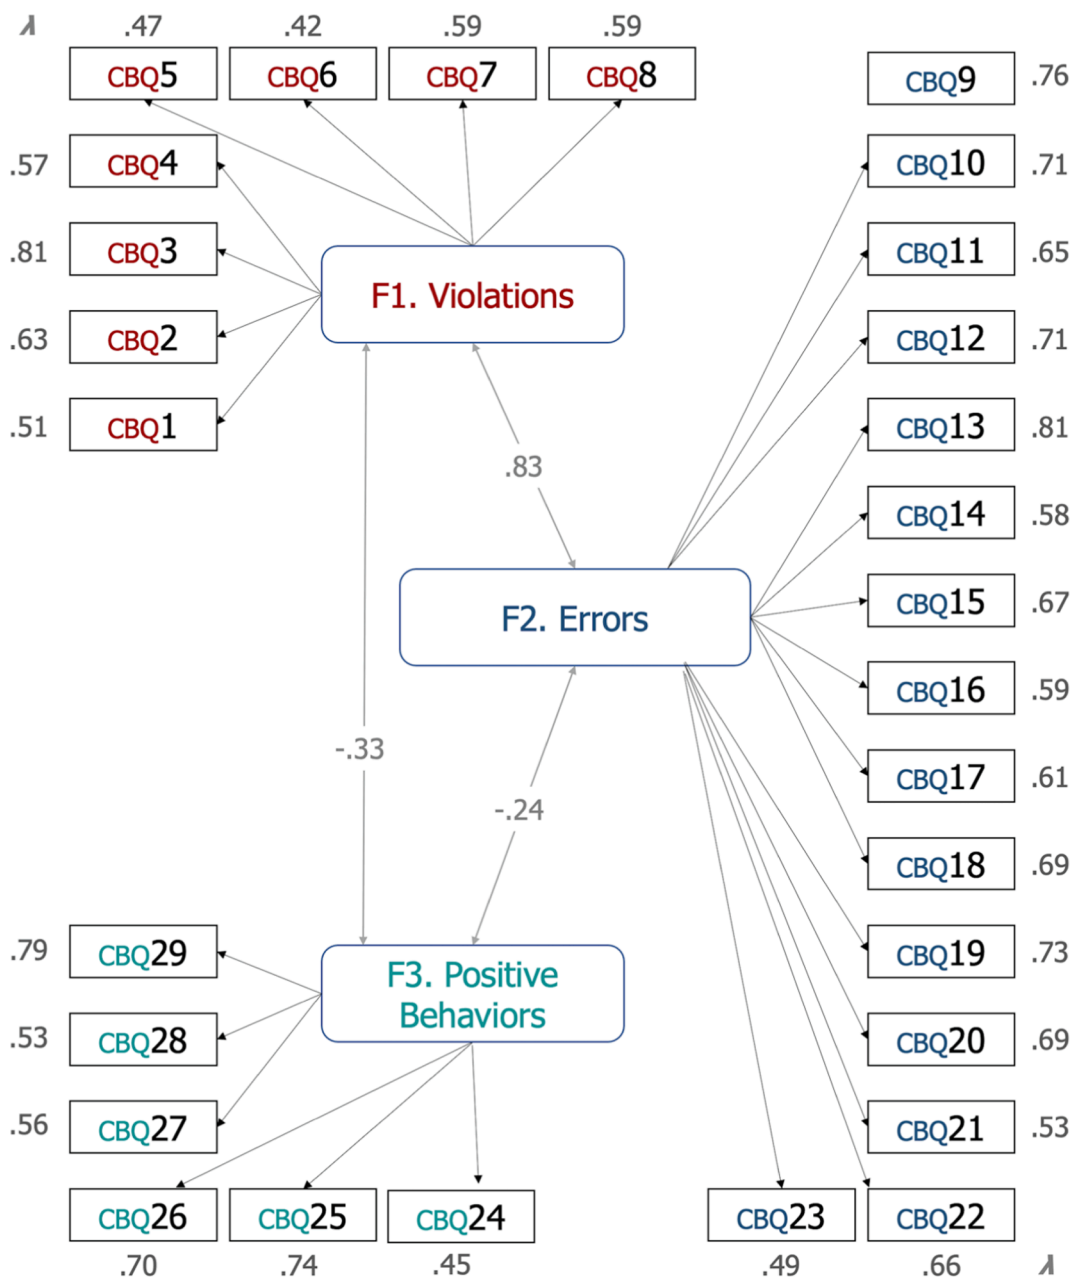 λ .47 .42 .59 .59
CBQ5 CBQ6 CBQ7 CBQ8 CBQ9 .76
.57 CBQ4 CBQ10 .71
.81 CBQ3 CBQ11 .65
F1. Violations
.63 CBQ2 CBQ12 .71
.51 CBQ1 CBQ13 .81
.83
CBQ14 .58
CBQ15 .67
F2. Errors
CBQ16 .59
-.33 CBQ17 .61
-.24
CBQ18 .69
.79 CBQ29 CBQ19 .73
F3. Positive
Behaviors
.53 CBQ28 CBQ20 .69
.56 CBQ27 CBQ21 .53
CBQ26 CBQ25 CBQ24 CBQ23 CBQ22
.70 .74 .45 .49 .66 λ